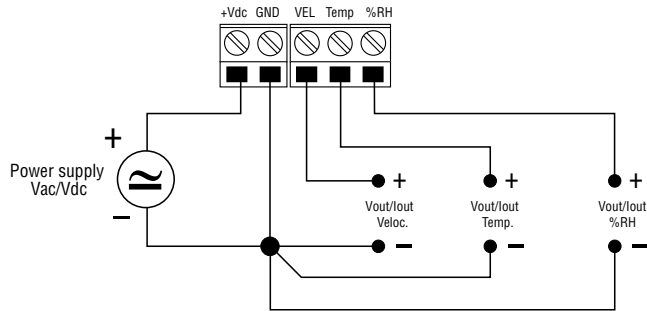 +Vdc GND VEL Temp %RH
+
Power supply
Vac/Vdc
–
+
Vout/Iout
Veloc.
–
+
Vout/Iout
Temp.
–
+
Vout/Iout
%RH
–